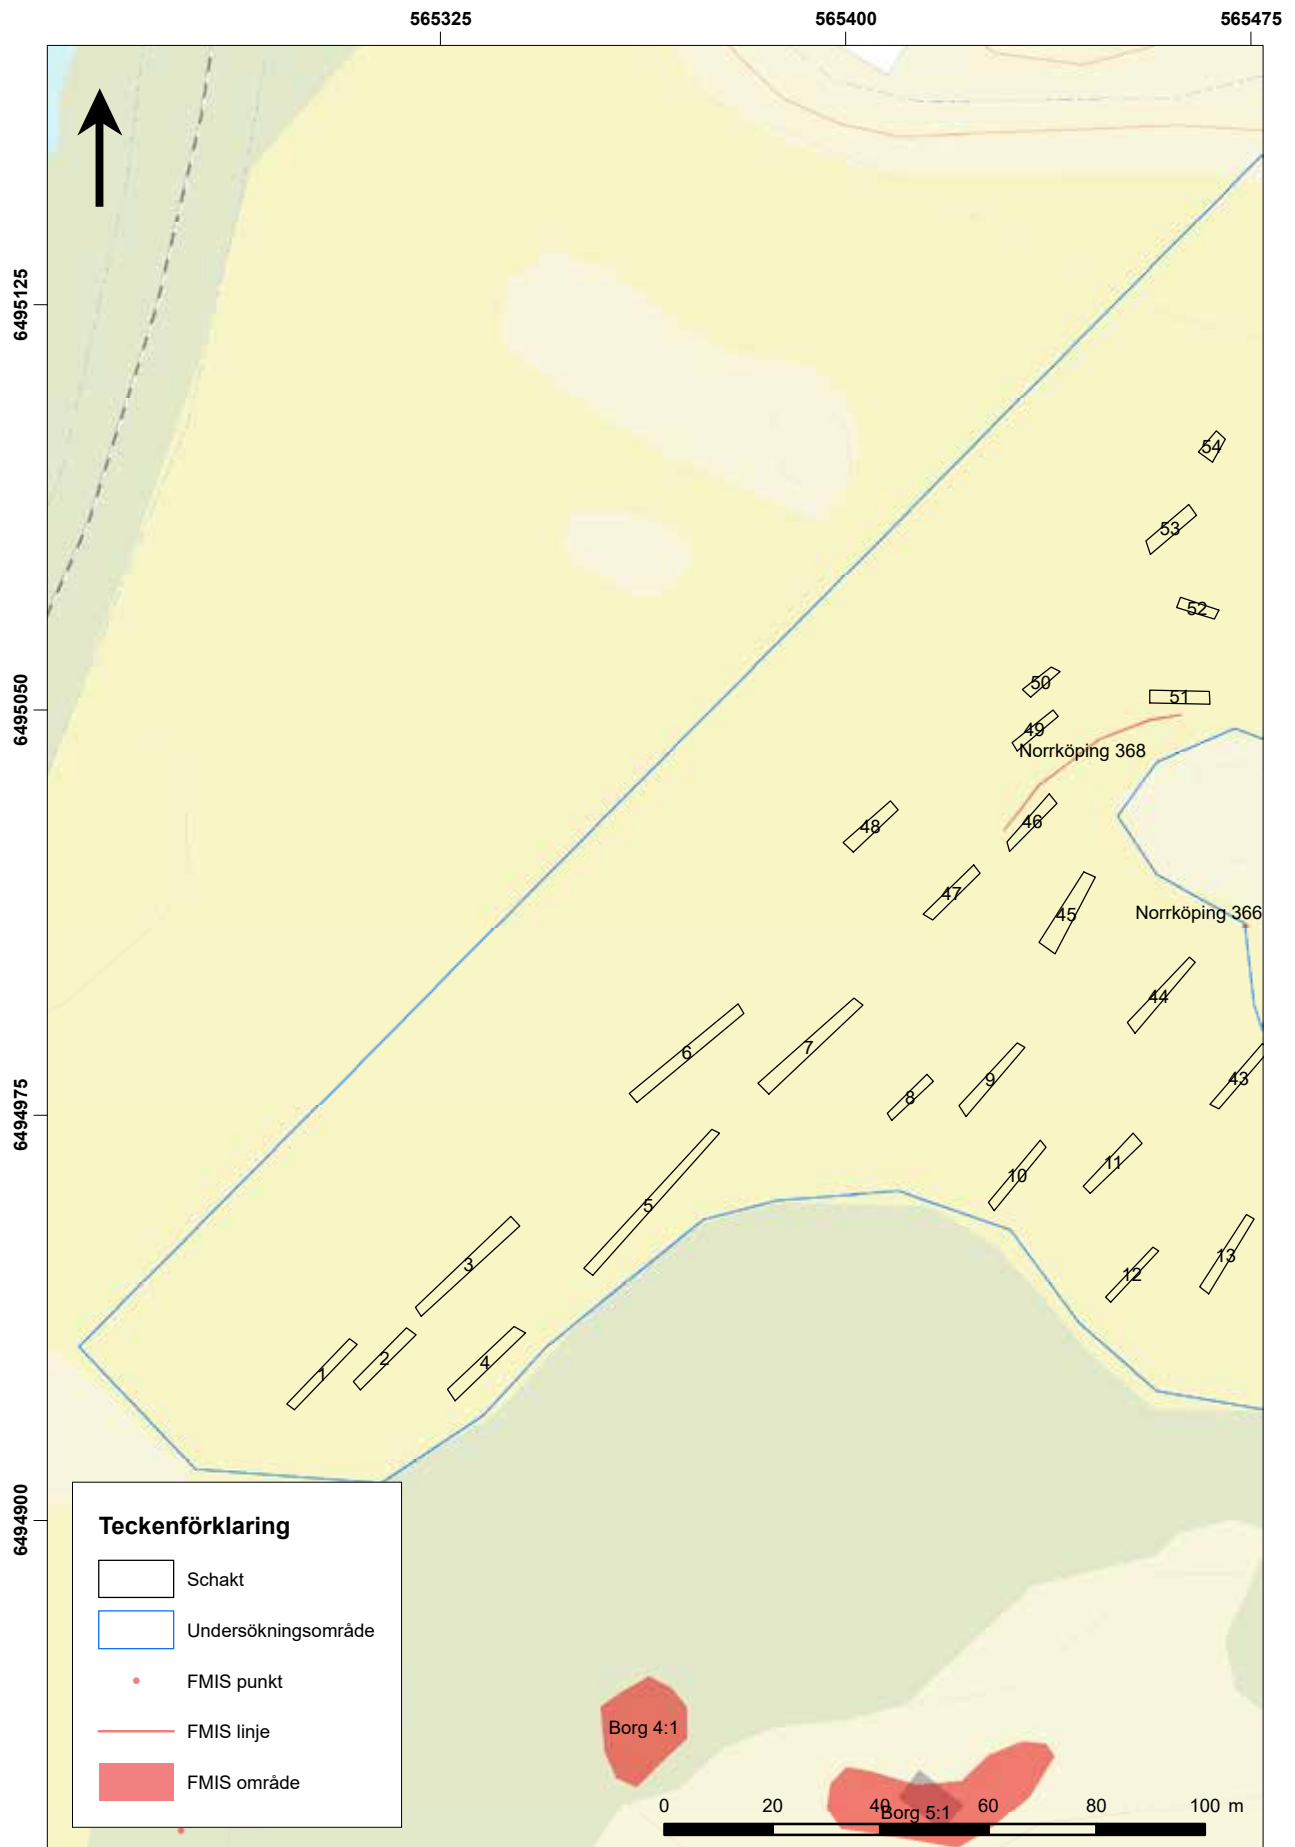 565325 565400 565475
6495125
54
53
52
50
51
6495050
49
Norrköping 368
48
46
47
45
Norrköping 366
44
6
7
9
43
8
6494975
11
10
5
13
3
12
2
4
1
6494900
Teckenförklaring
Schakt
Undersökningsområde
FMIS punkt
FMIS linje
FMIS område
Borg 4:1
0 20 40 60 80 100 m
Borg 5:1